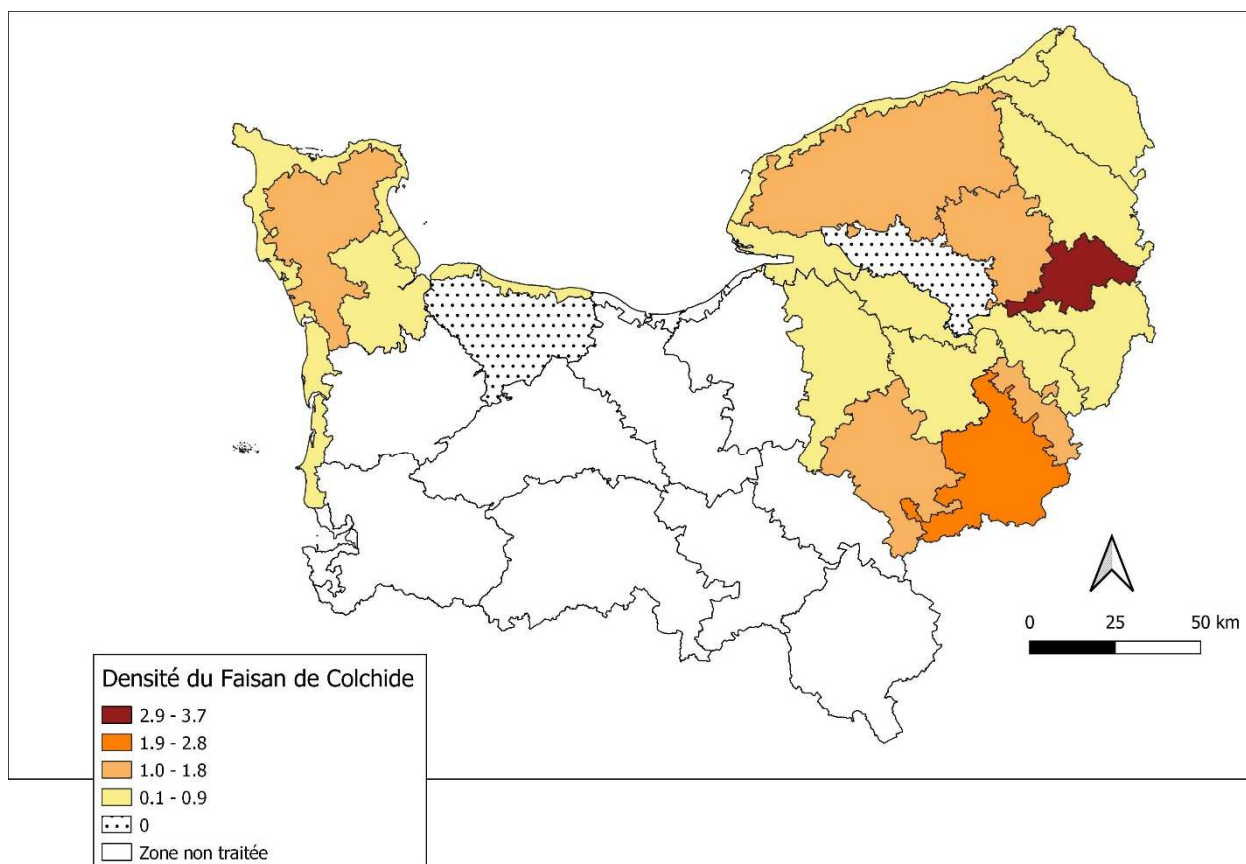 0 25 50 km
Densité du Faisan de Colchide
2.9 - 3.7
1.9 - 2.8
1.0 - 1.8
0.1 - 0.9
0
Zone non traitée